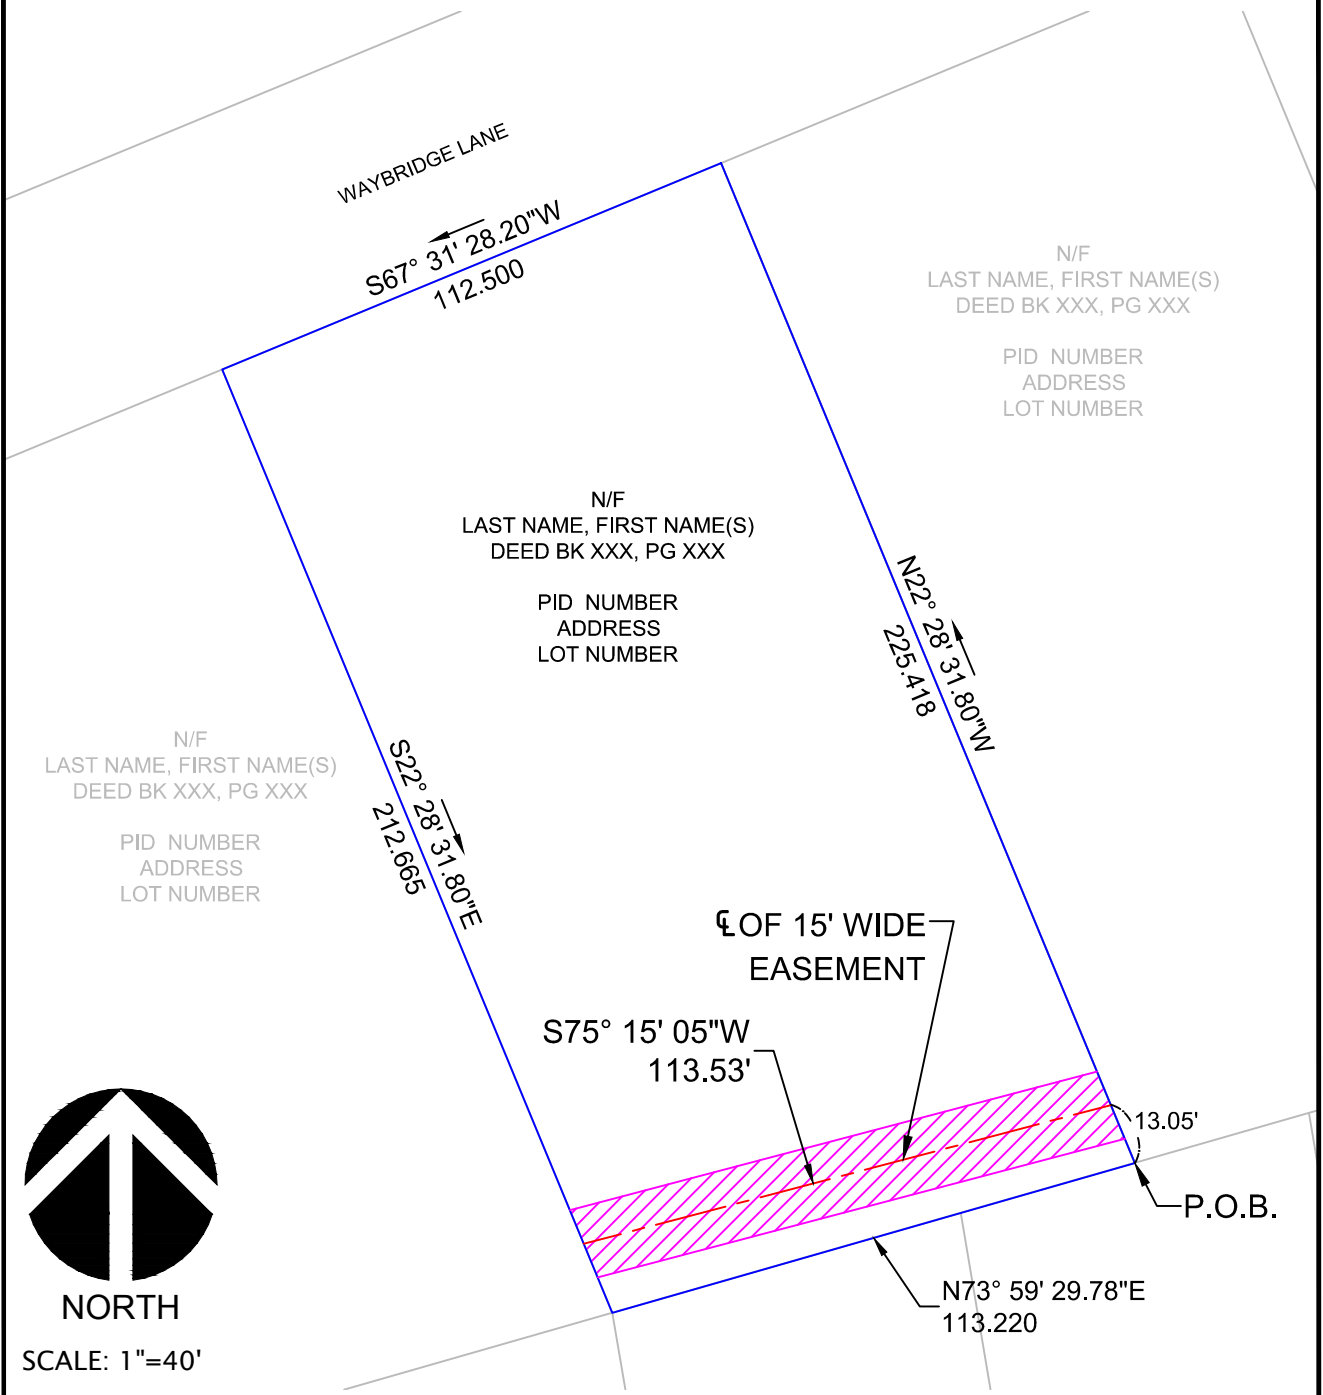 WAYBRIDGE LANE
S67° 31' 28.20"W
112.500
N/F
LAST NAME, FIRST NAME(S)
DEED BK XXX, PG XXX
PID NUMBER
ADDRESS
LOT NUMBER
N/F
LAST NAME, FIRST NAME(S)
DEED BK XXX, PG XXX
PID NUMBER
ADDRESS
LOT NUMBER
N22° 28' 31.80"W
225.418
N/F
LAST NAME, FIRST NAME(S)
DEED BK XXX, PG XXX
PID NUMBER
ADDRESS
LOT NUMBER
S22° 28' 31.80"E
212.665
℄ OF 15' WIDE
EASEMENT
S75° 15' 05"W
113.53'
13.05'
P.O.B.
N73° 59' 29.78"E
113.220
NORTH
SCALE: 1"=40'